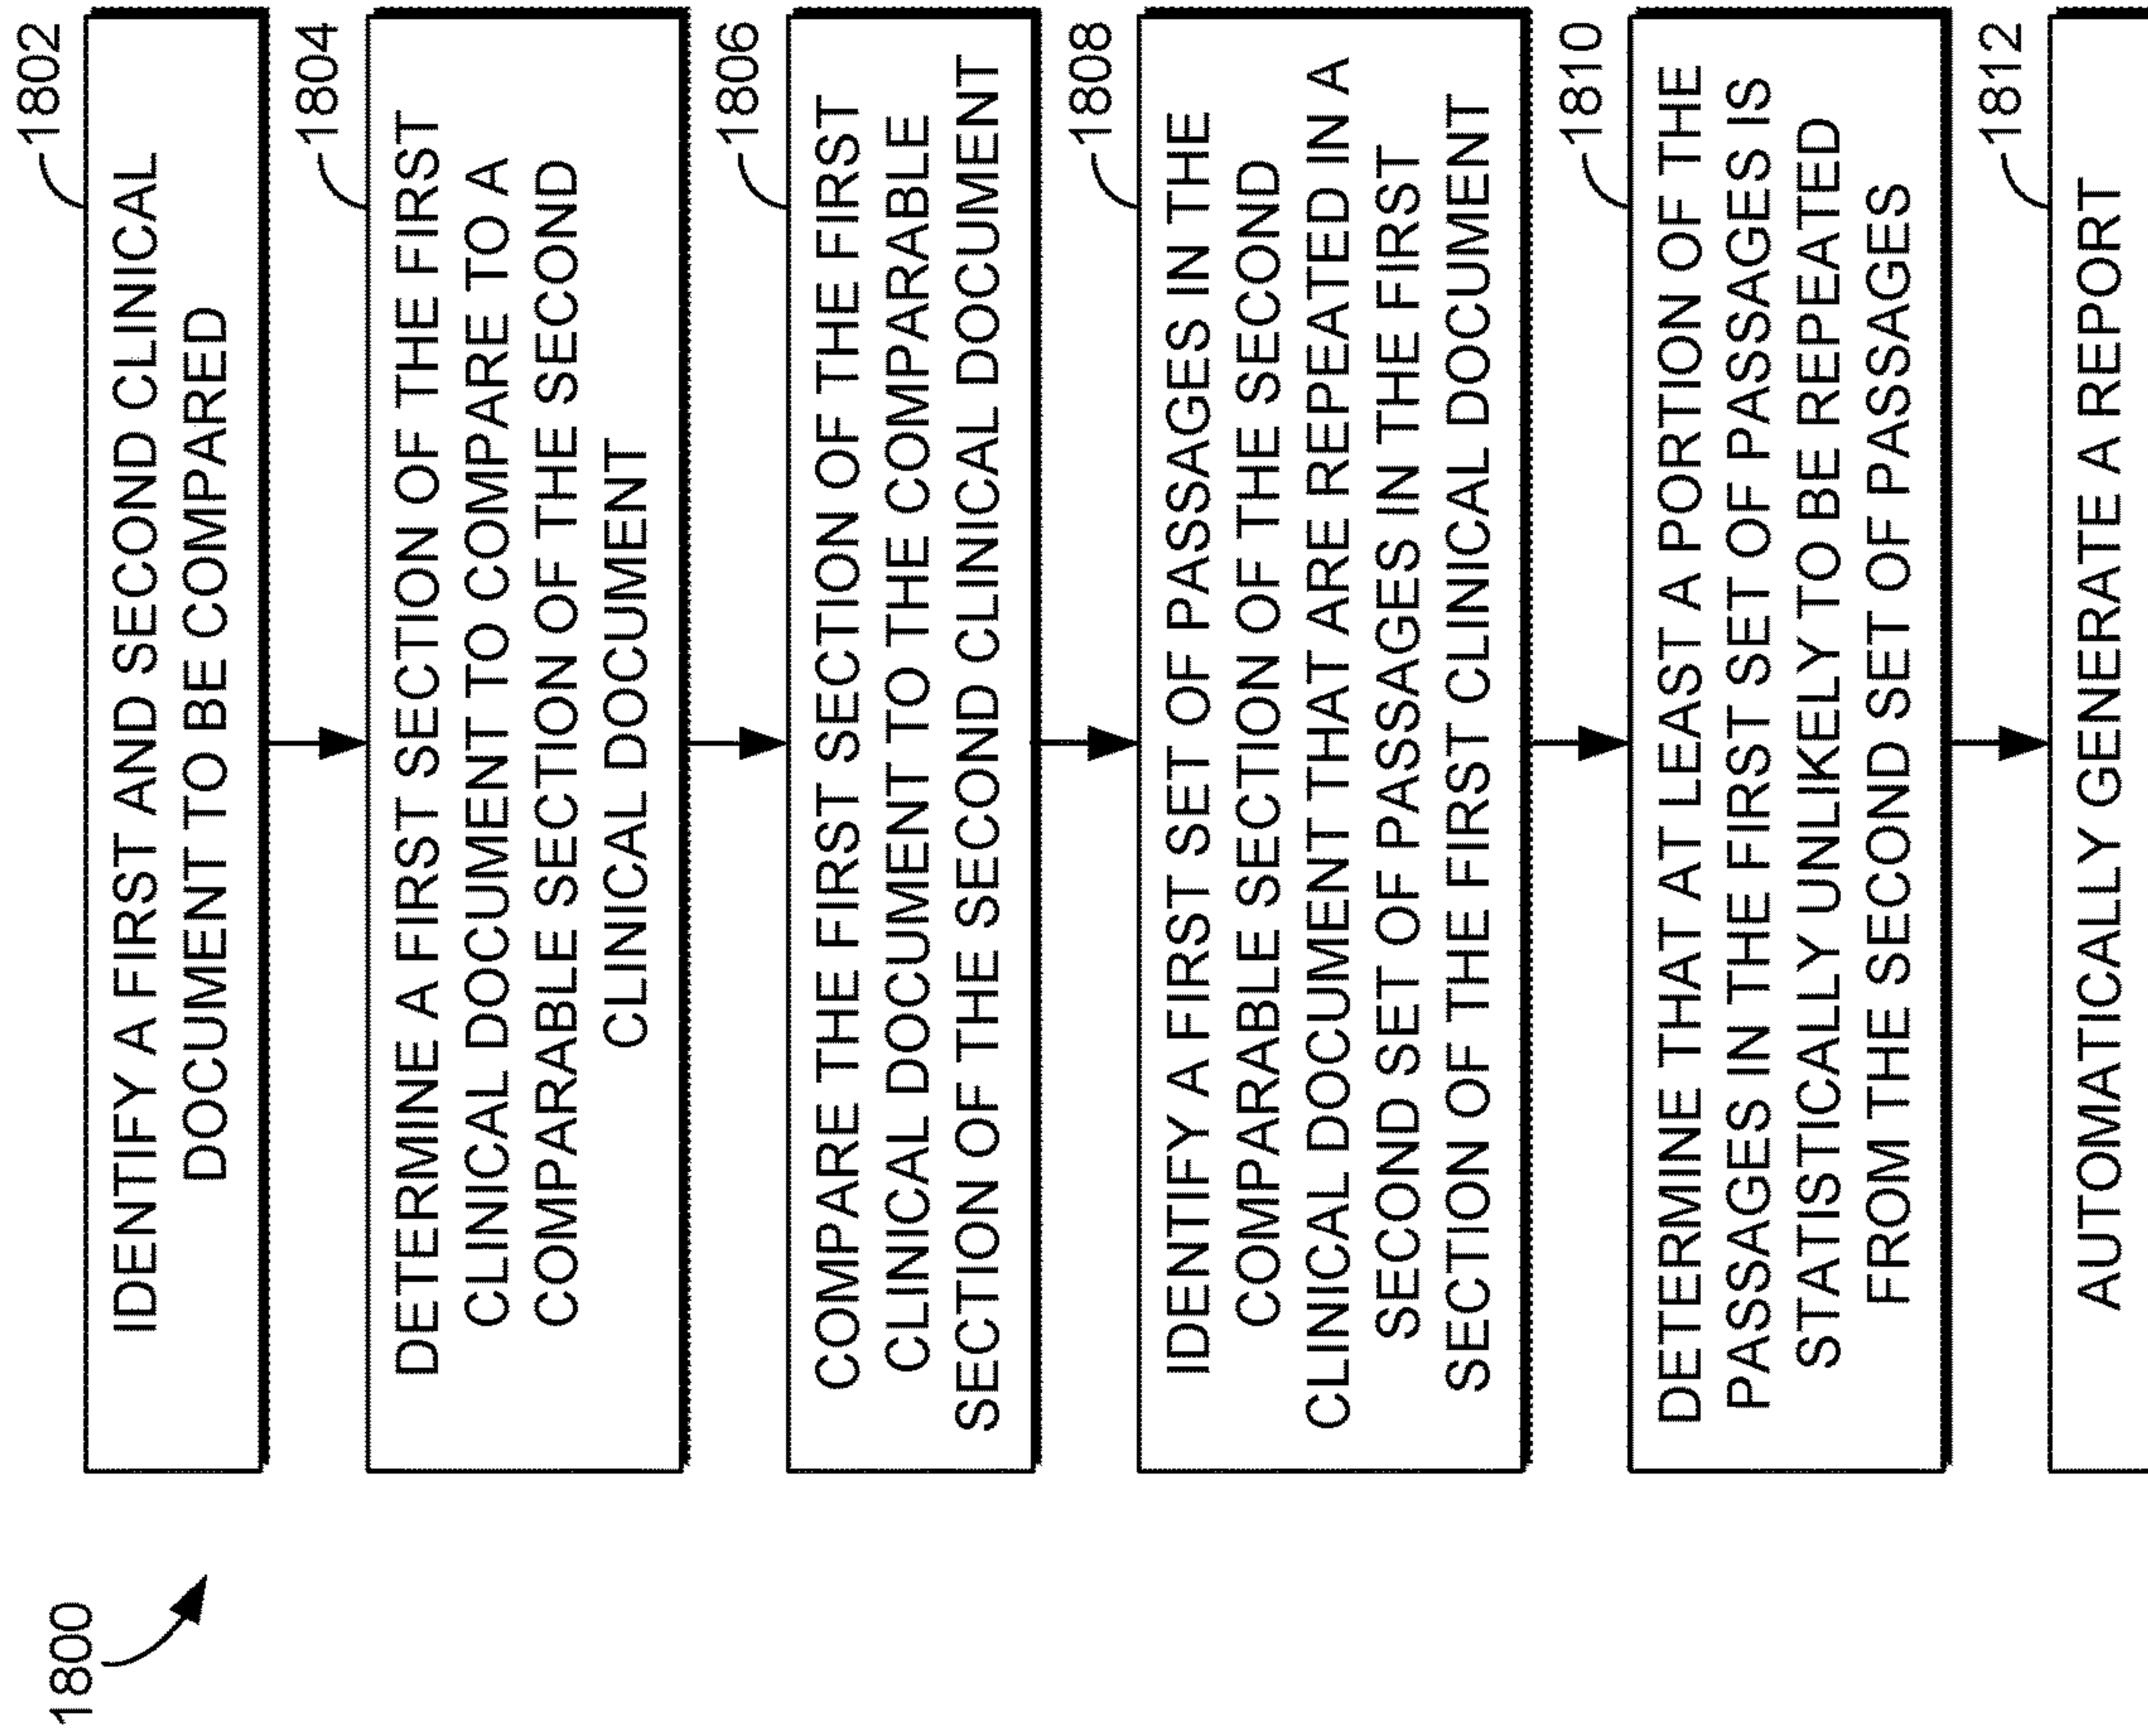 1800
1802
IDENTIFY A FIRST AND SECOND CLINICAL
DOCUMENT TO BE COMPARED
1804
DETERMINE A FIRST SECTION OF THE FIRST
CLINICAL DOCUMENT TO COMPARE TO A
COMPARABLE SECTION OF THE SECOND
CLINICAL DOCUMENT
1806
COMPARE THE FIRST SECTION OF THE FIRST
CLINICAL DOCUMENT TO THE COMPARABLE
SECTION OF THE SECOND CLINICAL DOCUMENT
1808
IDENTIFY A FIRST SET OF PASSAGES IN THE
COMPARABLE SECTION OF THE SECOND
CLINICAL DOCUMENT THAT ARE REPEATED IN A
SECOND SET OF PASSAGES IN THE FIRST
SECTION OF THE FIRST CLINICAL DOCUMENT
1810
DETERMINE THAT AT LEAST A PORTION OF THE
PASSAGES IN THE FIRST SET OF PASSAGES IS
STATISTICALLY UNLIKELY TO BE REPEATED
FROM THE SECOND SET OF PASSAGES
1812
AUTOMATICALLY GENERATE A REPORT